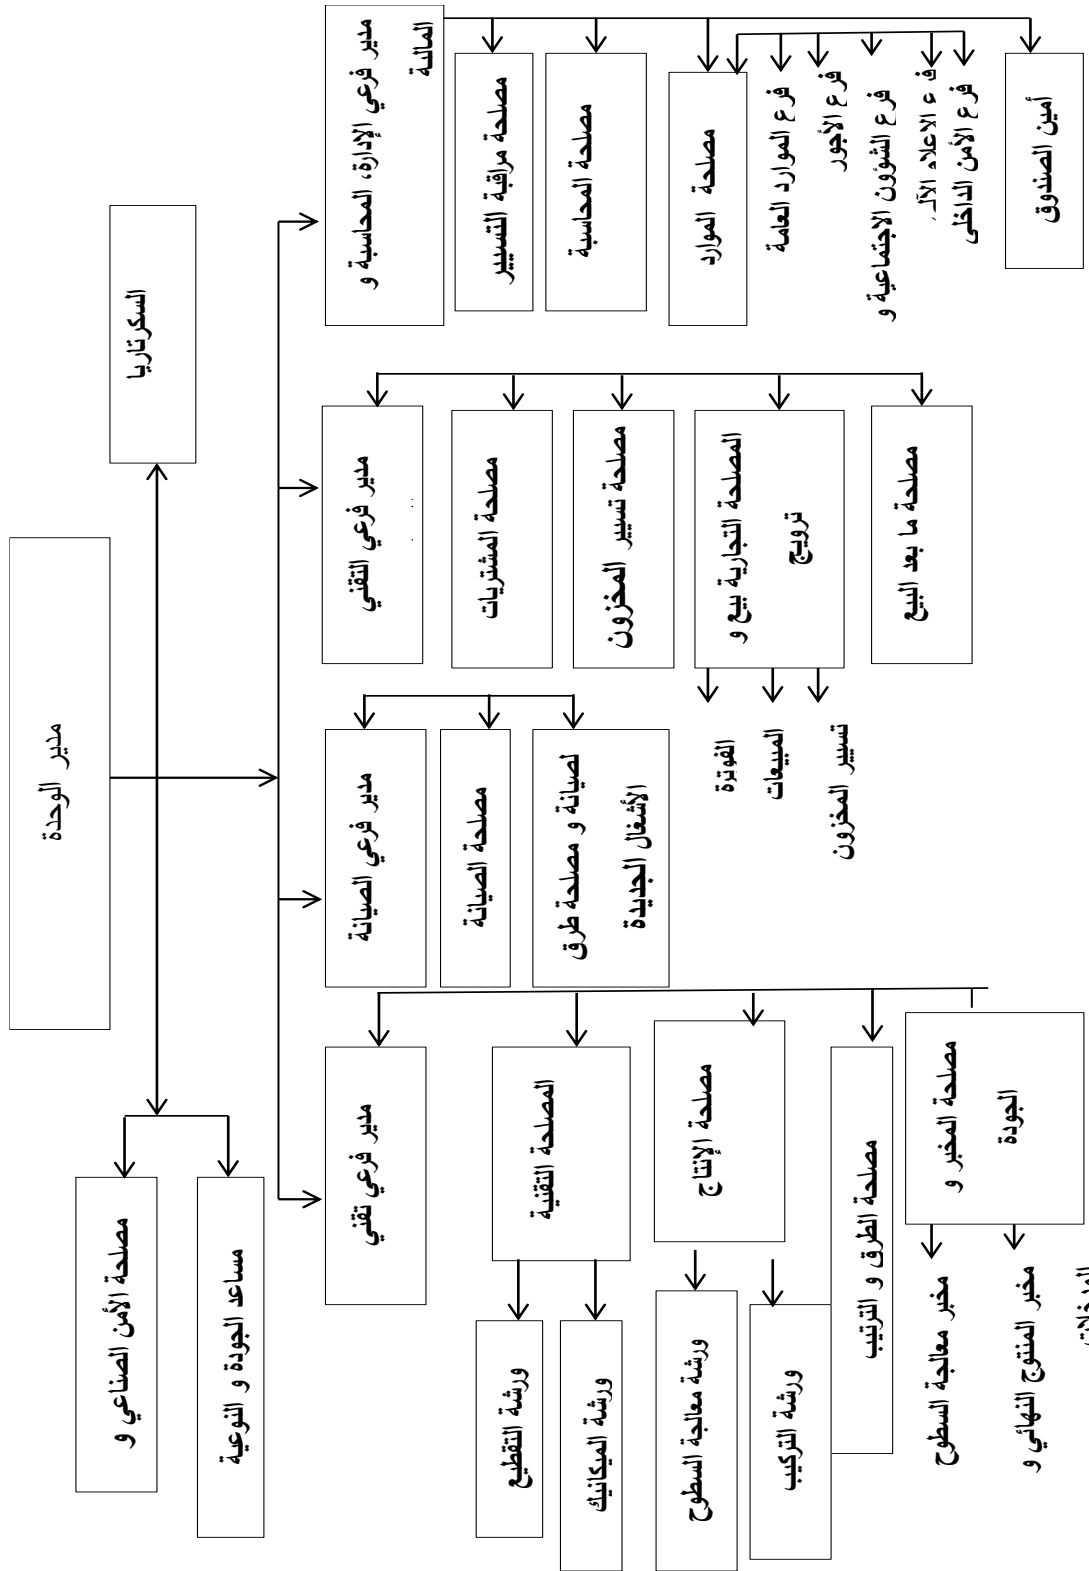 مدير الوحدة
السكرتاريا
مصلحة الأمن الصناعي و
مساعد الجودة و النوعية
مدير فرعي الإدارة، المحاسبة و
المالية
مصلحة مراقبة التسيير
مصلحة المحاسبة
مصلحة الموارد
فرع الموارد العامة
فرع الأجور
فرع الشؤون الاجتماعية و
فرع الأمن الداخلي
أمين الصندوق
مدير فرعي التقني
مصلحة المشتريات
مصلحة تسيير المخزون
المصلحة التجارية بيع و
ترويج
الفوترة
المبيعات
تسيير المخزون
مصلحة ما بعد البيع
مدير فرعي الصيانة
مصلحة الصيانة
لصيانة و مصلحة طرق
الأشغال الجديدة
مدير فرعي تقني
المصلحة التقنية
ورشة التقطيع
ورشة الميكانيك
مصلحة الإنتاج
ورشة معالجة السطوح
ورشة التركيب
مصلحة الطرق و الترتيب
مصلحة المخبر و
الجودة
مخبر معالجة السطوح
مخبر المنتوج النهائي و